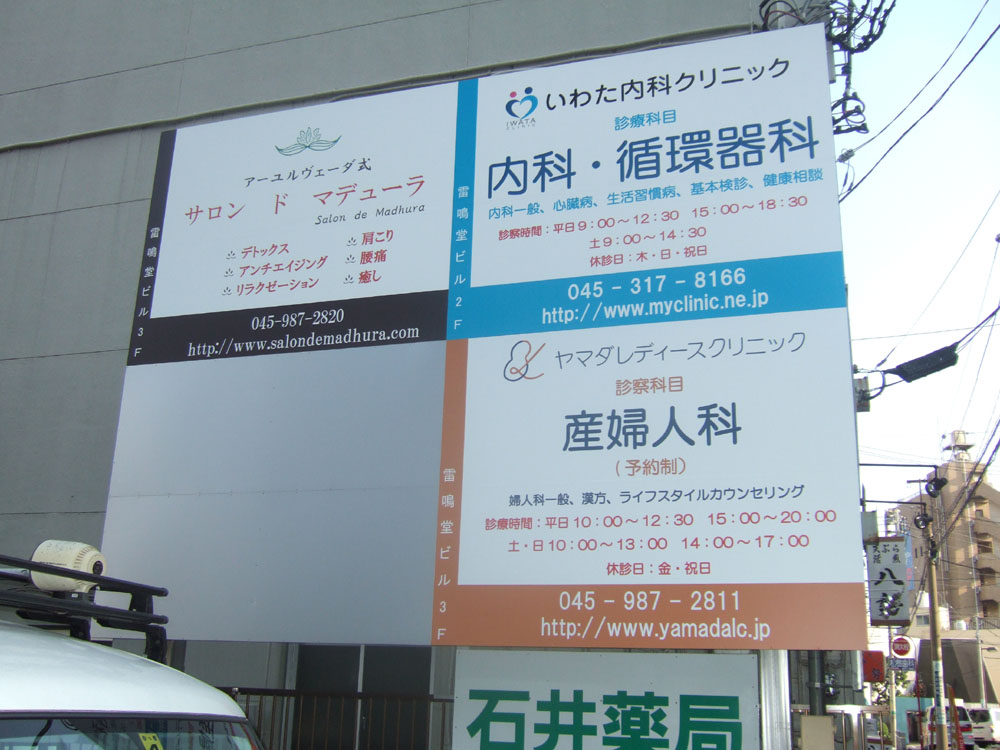 雷鳴堂ビル3F
アーユルヴェーダ式
サロン ド マデューラ
Salon de Madhura
デトックス
アンチエイジング
リラクゼーション
肩こり
腰痛
癒し
045-987-2820
http://www.salondemadhura.com
雷鳴堂ビル2F
IWATA
CLINIC
いわた内科クリニック
診療科目
内科・循環器科
内科一般、心臓病、生活習慣病、基本検診、健康相談
診察時間：平日9：00～12：30 15：00～18：30
土9：00～14：30
休診日：木・日・祝日
045 - 317 - 8166
http://www.myclinic.ne.jp
雷鳴堂ビル3F
ヤマダレディースクリニック
診察科目
産婦人科
(予約制)
婦人科一般、漢方、ライフスタイルカウンセリング
診療時間：平日10：00～12：30 15：00～20：00
土・日10：00～13：00 14：00～17：00
休診日：金・祝日
045 - 987 - 2811
http://www.yamadalc.jp
石井薬局